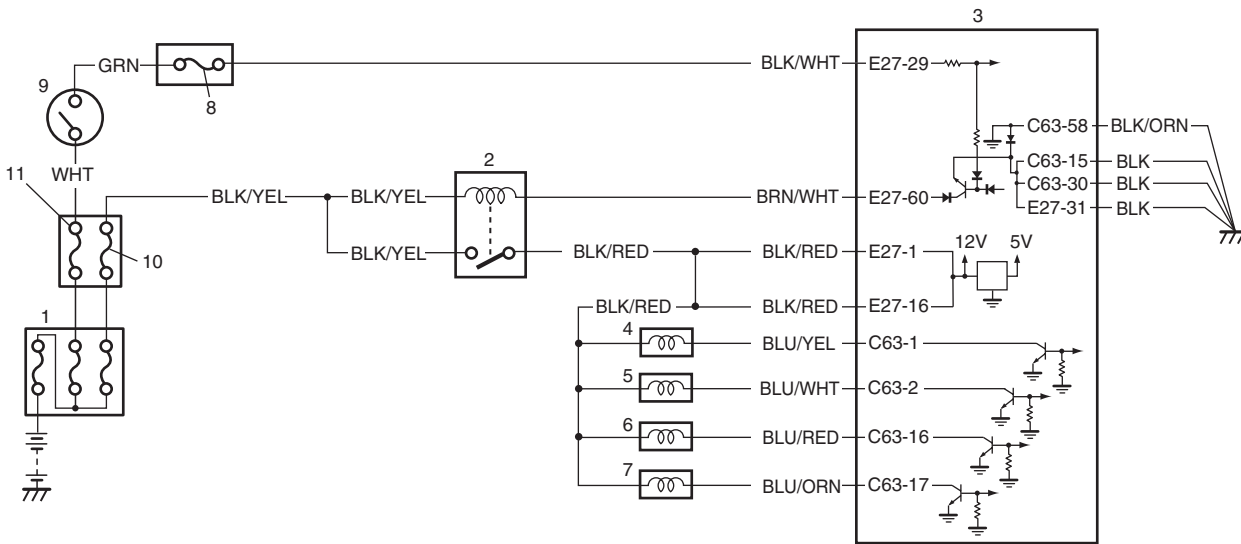 3
BLK/WHT E27-29
GRN
9
8
C63-58 BLK/ORN
2
C63-15 BLK
11 WHT
C63-30 BLK
BLK/YEL BLK/YEL BRN/WHT E27-60
E27-31 BLK
10
BLK/YEL BLK/RED BLK/RED E27-1
12V 5V
1
BLK/RED BLK/RED E27-16
4 BLU/YEL C63-1
5 BLU/WHT C63-2
6 BLU/RED C63-16
7 BLU/ORN C63-17